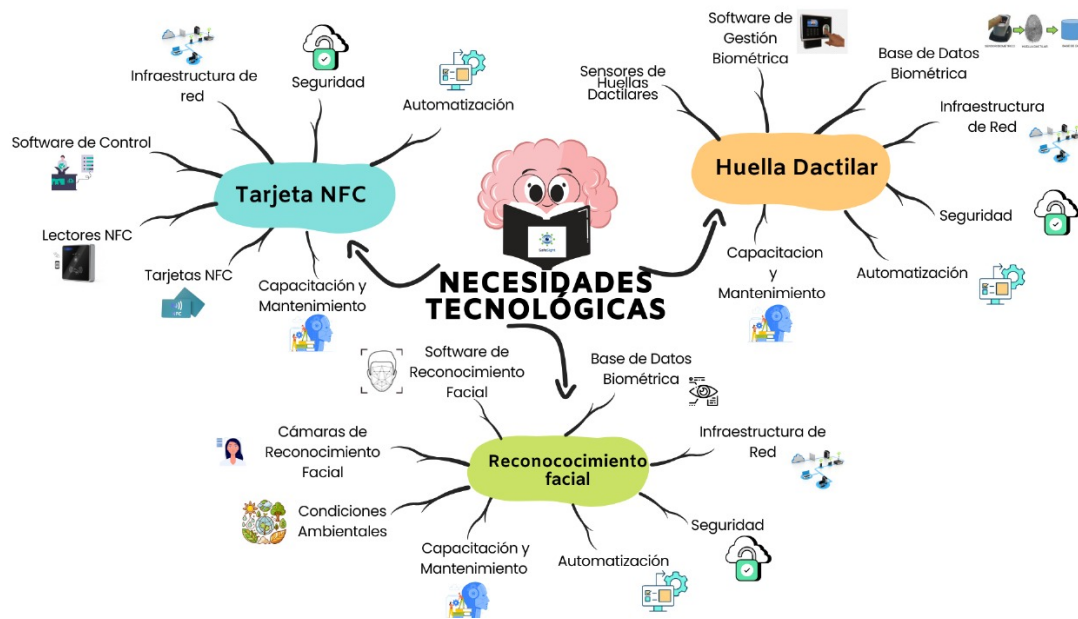 Infraestructura de
red
Seguridad
Automatización
Software de Control
Tarjeta NFC
Lectores NFC
Tarjetas NFC
Capacitación y
Mantenimiento
Software de
Gestión
Biométrica
Sensores de
Huellas
Dactilares
Base de Datos
Biométrica
Infraestructura
de Red
Huella Dactilar
Seguridad
Capacitacion
y
Mantenimiento
Automatización
NECESIDADES
TECNOLÓGICAS
Software de
Reconocimiento
Facial
Base de Datos
Biométrica
Cámaras de
Reconocimiento
Facial
Infraestructura de
Red
Reconococimiento
facial
Condiciones
Ambientales
Seguridad
Capacitación y
Mantenimiento
Automatización